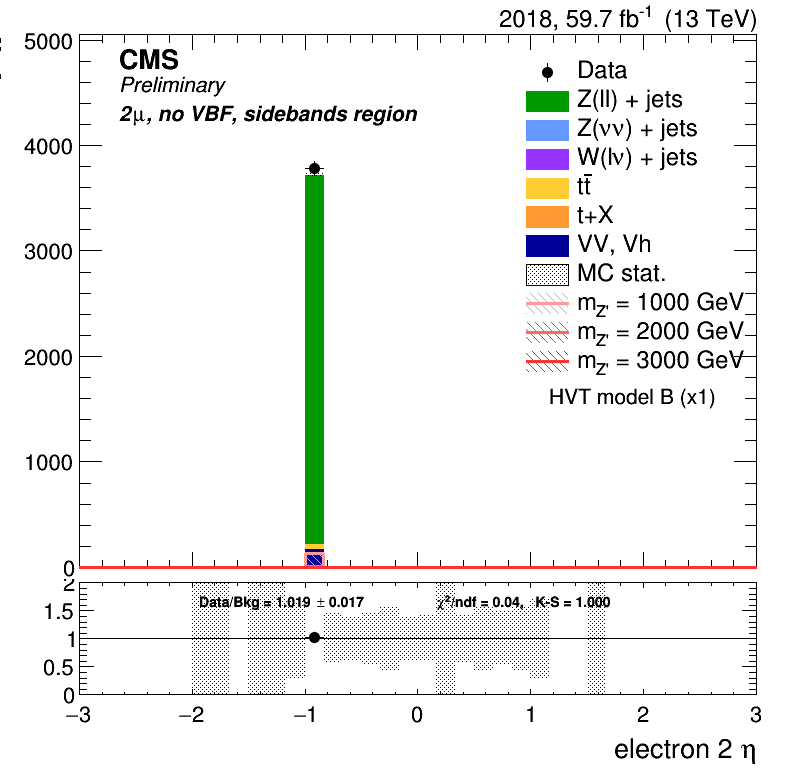 2018, 59.7 fb⁻¹ (13 TeV)
CMS
Preliminary
2μ, no VBF, sidebands region
Data
Z(ll) + jets
Z(νν) + jets
W(lν) + jets
tt̄
t+X
VV, Vh
MC stat.
m_Z' = 1000 GeV
m_Z' = 2000 GeV
m_Z' = 3000 GeV
HVT model B (x1)
5000
4000
3000
2000
1000
0
Data/Bkg = 1.019 ± 0.017
χ²/ndf = 0.04, K-S = 1.000
2
1.5
1
0.5
0
−3 −2 −1 0 1 2 3
electron 2 η